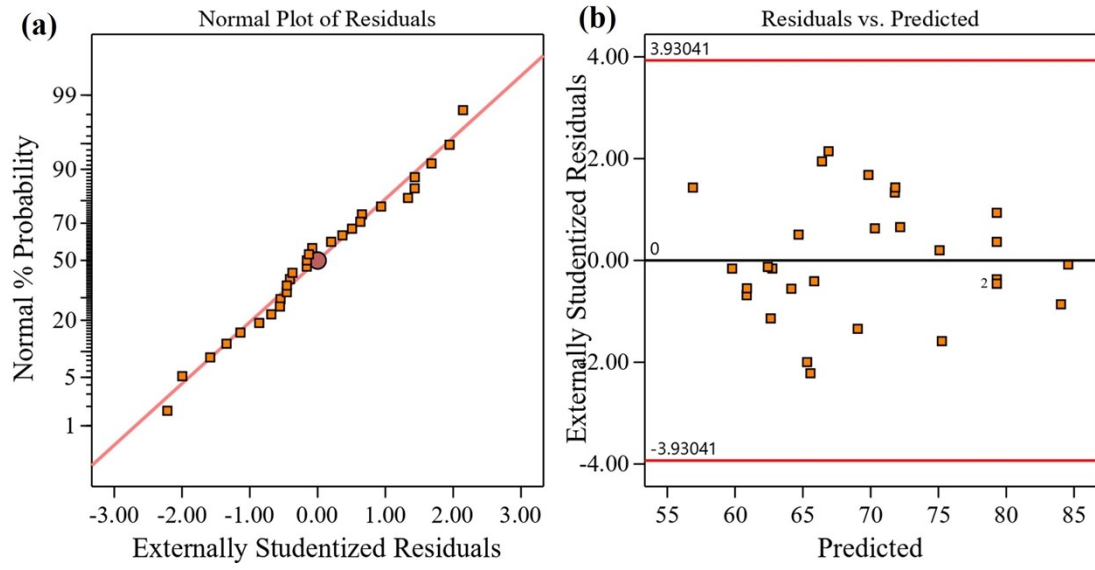 (a)
Normal Plot of Residuals
Normal % Probability
99
90
70
50
20
5
1
-3.00 -2.00 -1.00 0.00 1.00 2.00 3.00
Externally Studentized Residuals
(b)
Residuals vs. Predicted
Externally Studentized Residuals
4.00
2.00
0.00
-2.00
-4.00
3.93041
0
2
-3.93041
55 60 65 70 75 80 85
Predicted